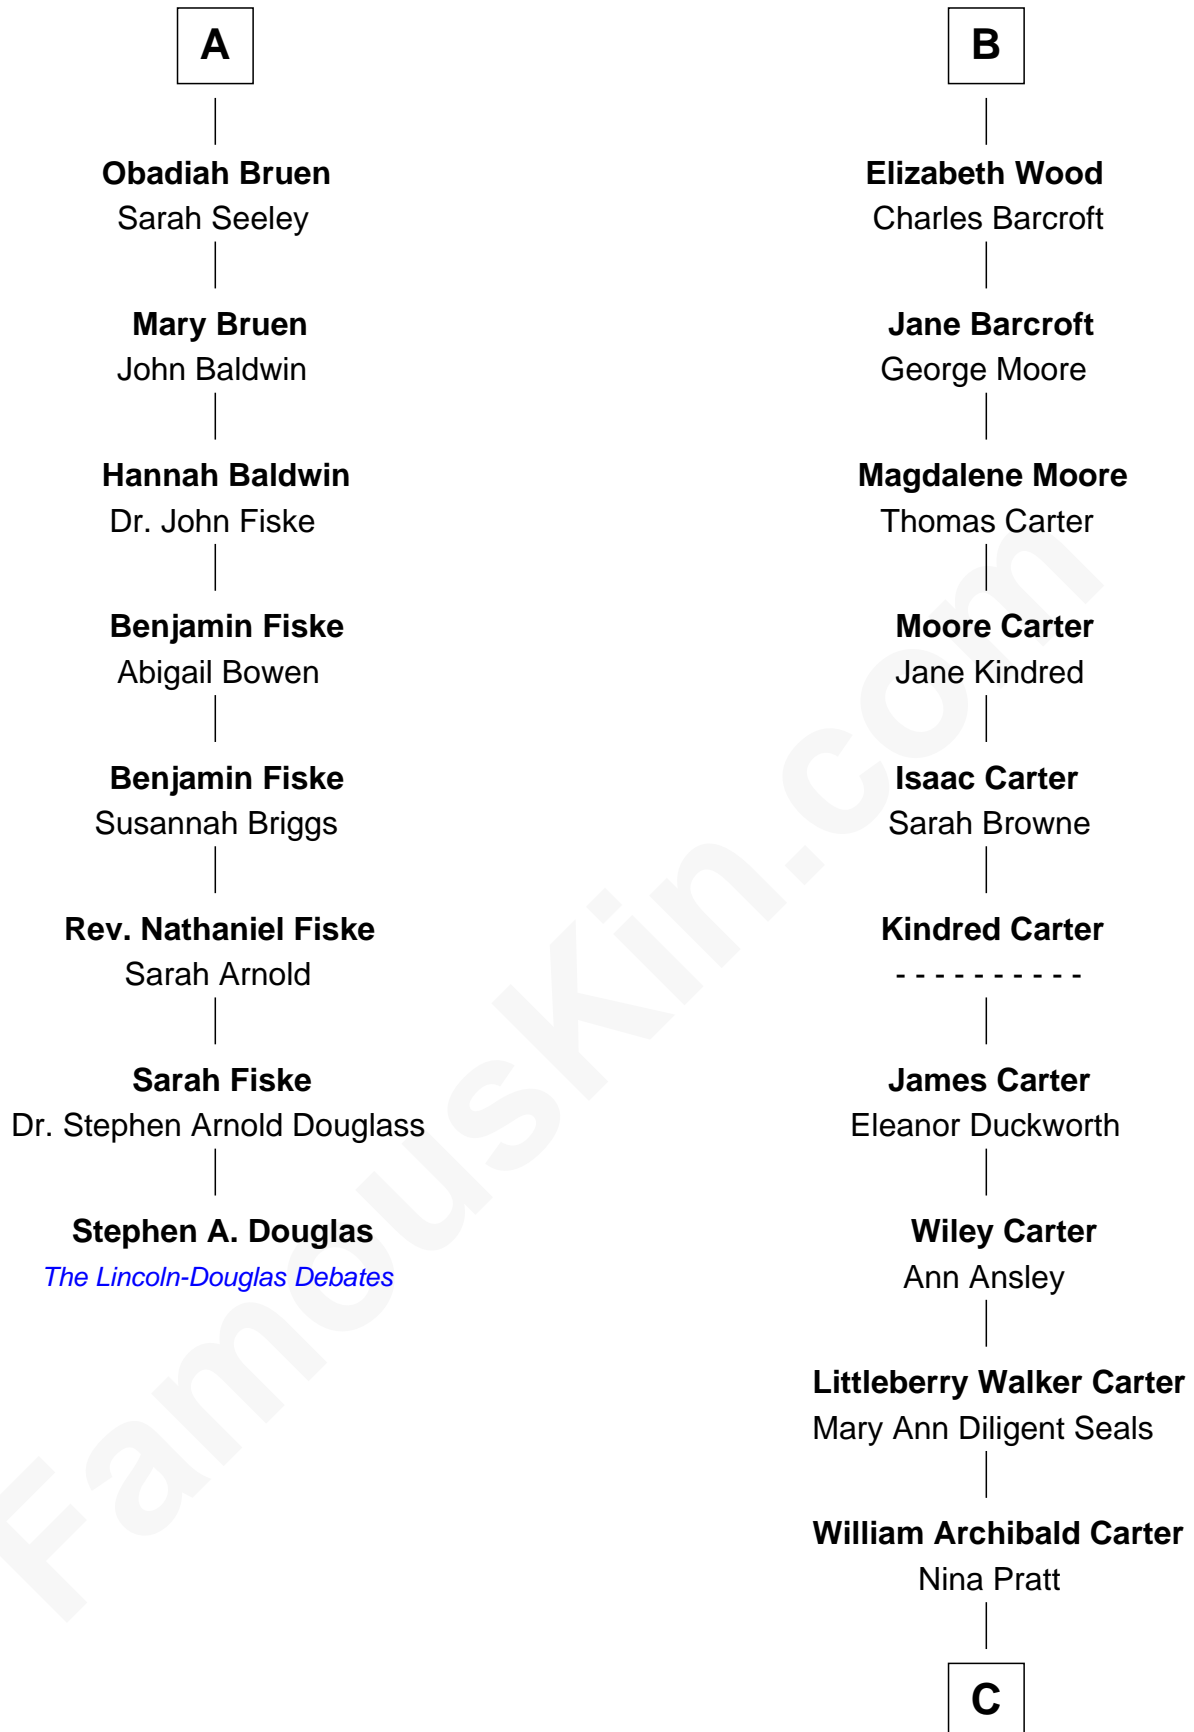 A
Obadiah Bruen
Sarah Seeley
Mary Bruen
John Baldwin
Hannah Baldwin
Dr. John Fiske
Benjamin Fiske
Abigail Bowen
Benjamin Fiske
Susannah Briggs
Rev. Nathaniel Fiske
Sarah Arnold
Sarah Fiske
Dr. Stephen Arnold Douglass
Stephen A. Douglas
The Lincoln-Douglas Debates
B
Elizabeth Wood
Charles Barcroft
Jane Barcroft
George Moore
Magdalene Moore
Thomas Carter
Moore Carter
Jane Kindred
Isaac Carter
Sarah Browne
Kindred Carter
- - - - - - - - - -
James Carter
Eleanor Duckworth
Wiley Carter
Ann Ansley
Littleberry Walker Carter
Mary Ann Diligent Seals
William Archibald Carter
Nina Pratt
C
FamousKin.com